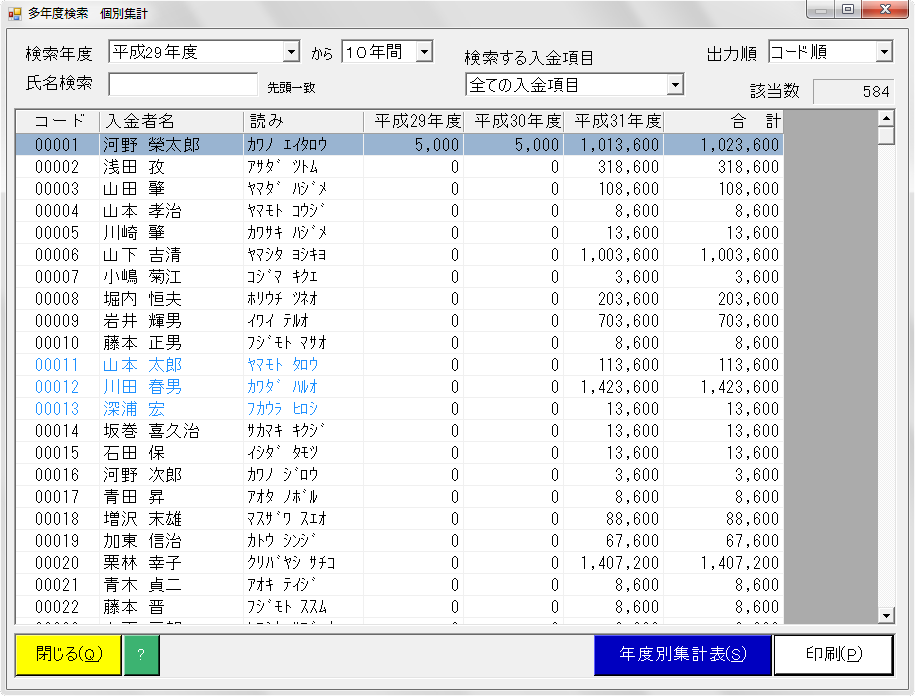 多年度検索 個別集計
検索年度 平成29年度 から 10年間 検索する入金項目 出力順 コード順
氏名検索 先頭一致 全ての入金項目 該当数 584
コード 入金者名 読み 平成29年度 平成30年度 平成31年度 合 計
00001 河野 榮太郎 ｶﾜﾉ ｴｲﾀﾛｳ 5,000 5,000 1,013,600 1,023,600
00002 浅田 孜 ｱｻﾀﾞ ﾂﾄﾑ 0 0 318,600 318,600
00003 山田 肇 ﾔﾏﾀﾞ ﾊｼﾞﾒ 0 0 108,600 108,600
00004 山本 孝治 ﾔﾏﾓﾄ ｺｳｼﾞ 0 0 8,600 8,600
00005 川崎 肇 ｶﾜｻｷ ﾊｼﾞﾒ 0 0 13,600 13,600
00006 山下 吉清 ﾔﾏｼﾀ ﾖｼｷﾖ 0 0 1,003,600 1,003,600
00007 小嶋 菊江 ｺｼﾞﾏ ｷｸｴ 0 0 3,600 3,600
00008 堀内 恒夫 ﾎﾘｳﾁ ﾂﾈｵ 0 0 203,600 203,600
00009 岩井 輝男 ｲﾜｲ ﾃﾙｵ 0 0 703,600 703,600
00010 藤本 正男 ﾌｼﾞﾓﾄ ﾏｻｵ 0 0 8,600 8,600
00011 山本 太郎 ﾔﾏﾓﾄ ﾀﾛｳ 0 0 113,600 113,600
00012 川田 春男 ｶﾜﾀﾞ ﾊﾙｵ 0 0 1,423,600 1,423,600
00013 深浦 宏 ﾌｶｳﾗ ﾋﾛｼ 0 0 13,600 13,600
00014 坂巻 喜久治 ｻｶﾏｷ ｷｸｼﾞ 0 0 13,600 13,600
00015 石田 保 ｲｼﾀﾞ ﾀﾓﾂ 0 0 13,600 13,600
00016 河野 次郎 ｶﾜﾉ ｼﾞﾛｳ 0 0 3,600 3,600
00017 青田 昇 ｱｵﾀ ﾉﾎﾞﾙ 0 0 8,600 8,600
00018 増沢 末雄 ﾏｽｻﾞﾜ ｽｴｵ 0 0 88,600 88,600
00019 加東 信治 ｶﾄｳ ｼﾝｼﾞ 0 0 67,600 67,600
00020 栗林 幸子 ｸﾘﾊﾞﾔｼ ｻﾁｺ 0 0 1,407,200 1,407,200
00021 青木 貞二 ｱｵｷ ﾃｲｼﾞ 0 0 8,600 8,600
00022 藤本 晋 ﾌｼﾞﾓﾄ ｽｽﾑ 0 0 8,600 8,600
閉じる(Q) ? 年度別集計表(S) 印刷(P)